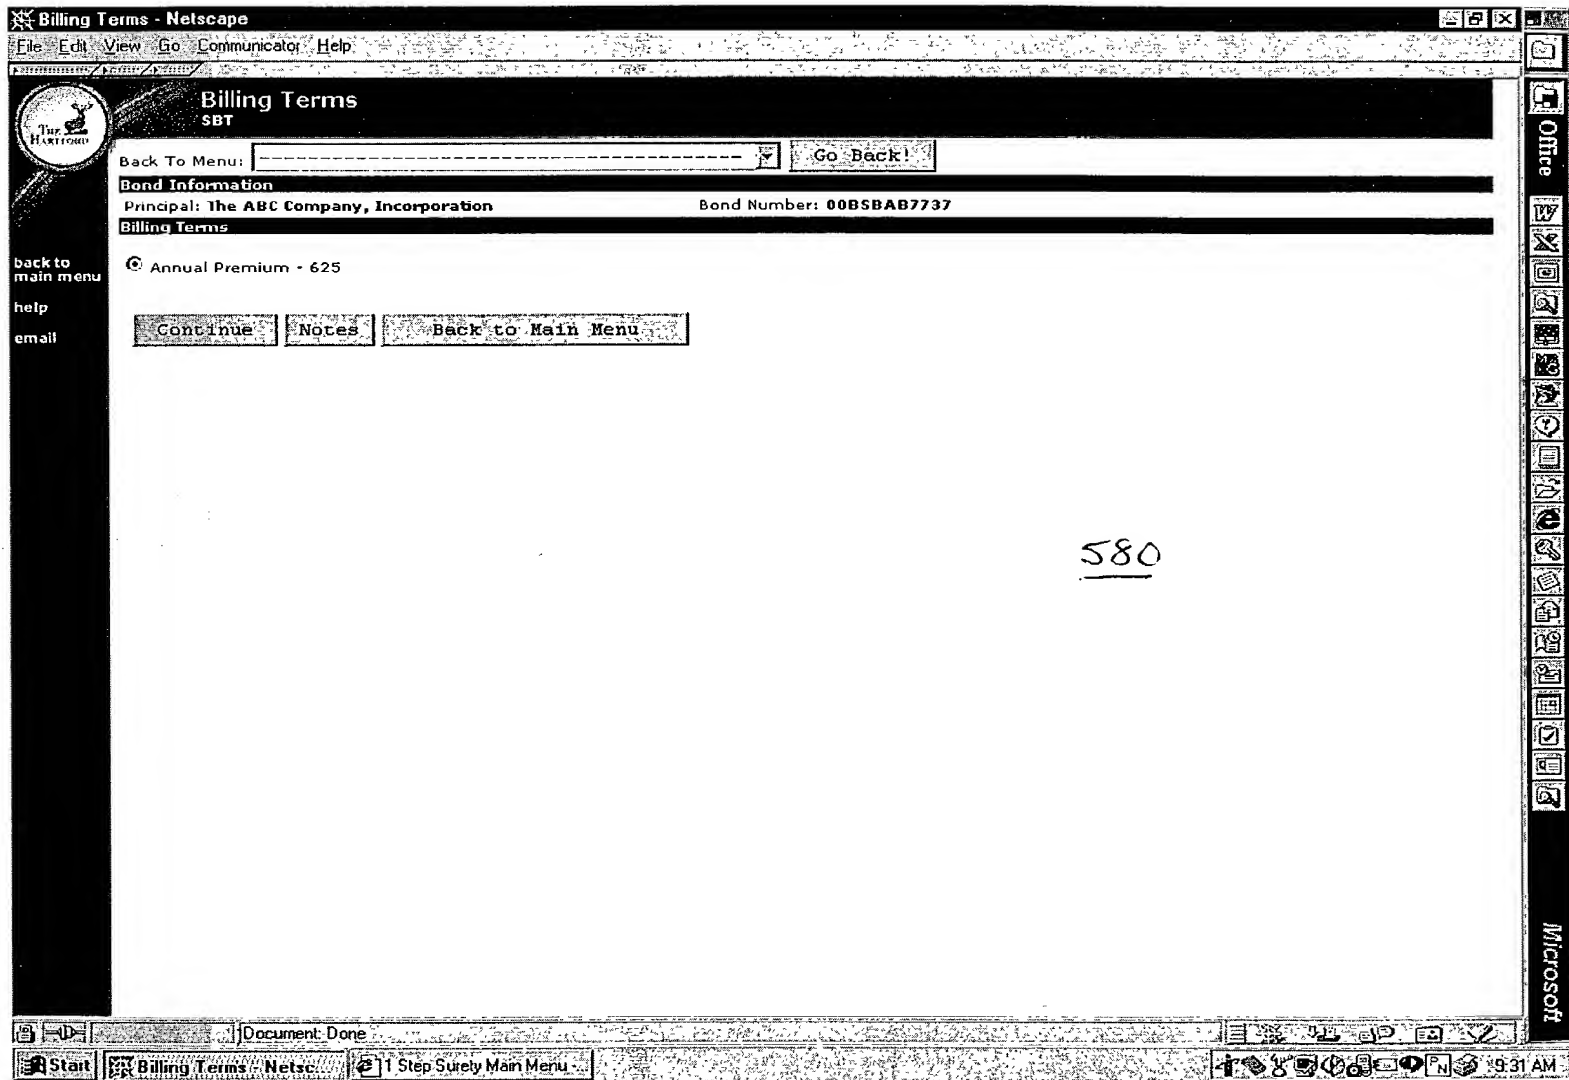 Billing Terms - Netscape
File Edit View Go Communicator Help
THE HARTFORD
Billing Terms
SBT
Back To Menu: Go Back!
Bond Information
Principal: The ABC Company, Incorporation Bond Number: 00BSBAB7737
Billing Terms
Annual Premium - 625
back to
main menu
help
email
Continue Notes Back to Main Menu
580
Office
Microsoft
Document: Done
Start Billing Terms - Netsc... 1 Step Surety Main Menu -... 9:31 AM